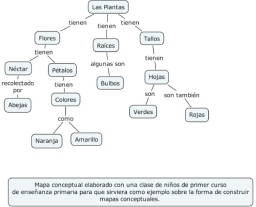 Las Plantas
tienen
tienen
tienen
Flores
Raíces
Tallos
tienen
tienen
algunas son
tienen
Néctar
Pétalos
Hojas
recolectado
por
tienen
Bulbos
son
son también
Abejas
Colores
Verdes
Rojas
como
Naranja
Amarillo
Mapa conceptual elaborado con una clase de niños de primer curso
de enseñanza primaria para que sirviera como ejemplo sobre la forma de construir
mapas conceptuales.